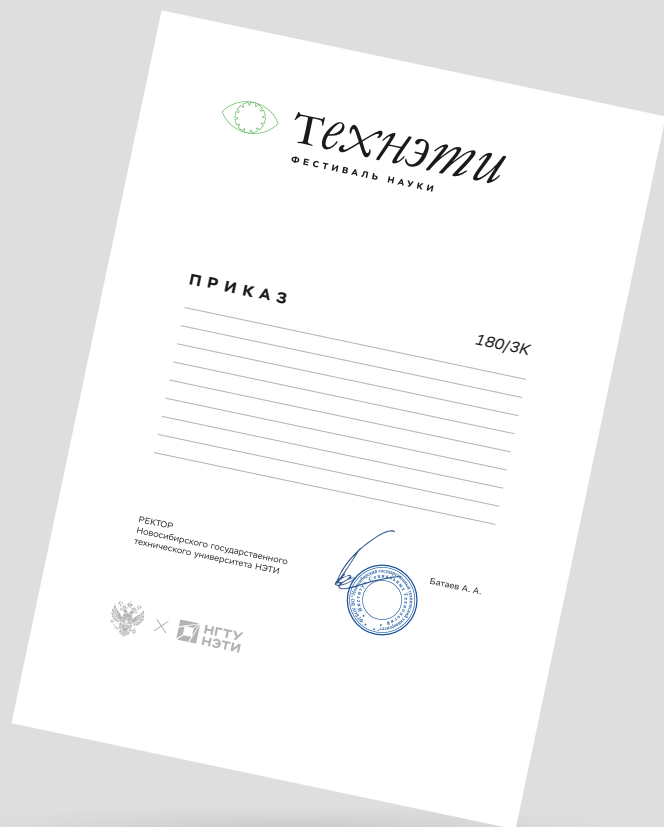 Технэти
ФЕСТИВАЛЬ НАУКИ
ПРИКАЗ
180/3К
РЕКТОР
Новосибирского государственного
технического университета НЭТИ
Батаев А. А.
НГТУ
НЭТИ